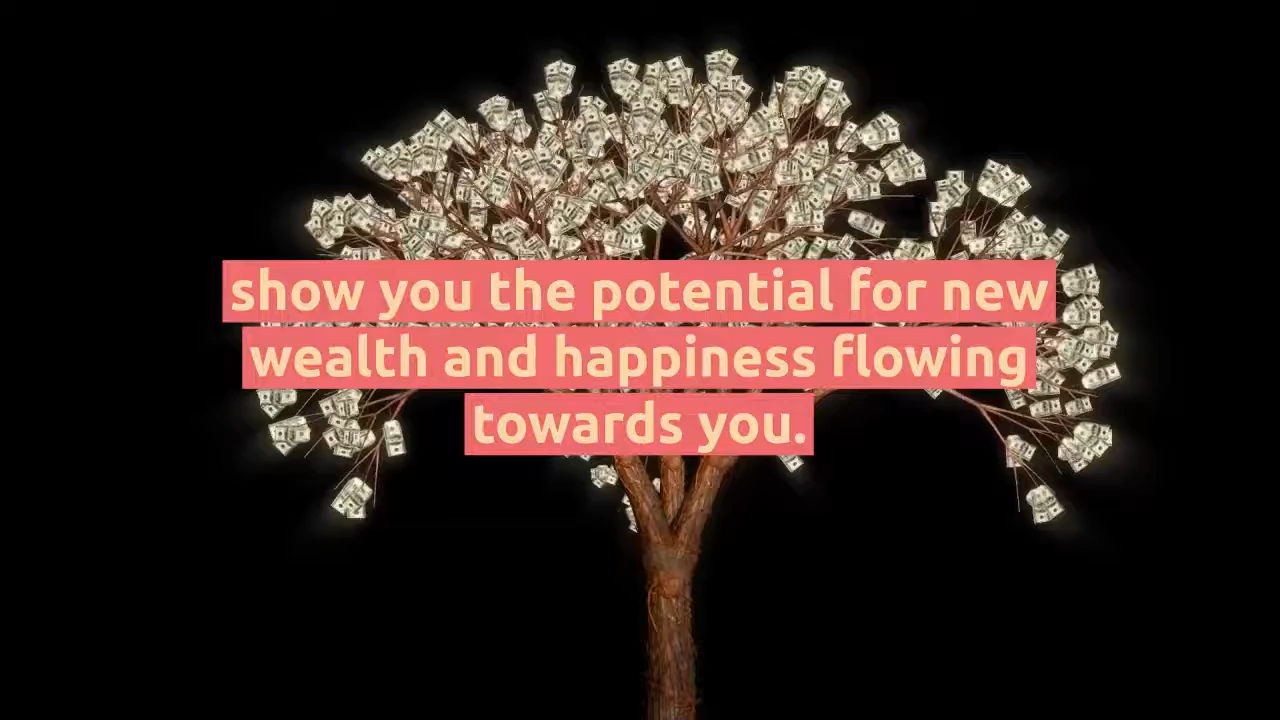 show you the potential for new
wealth and happiness flowing
towards you.